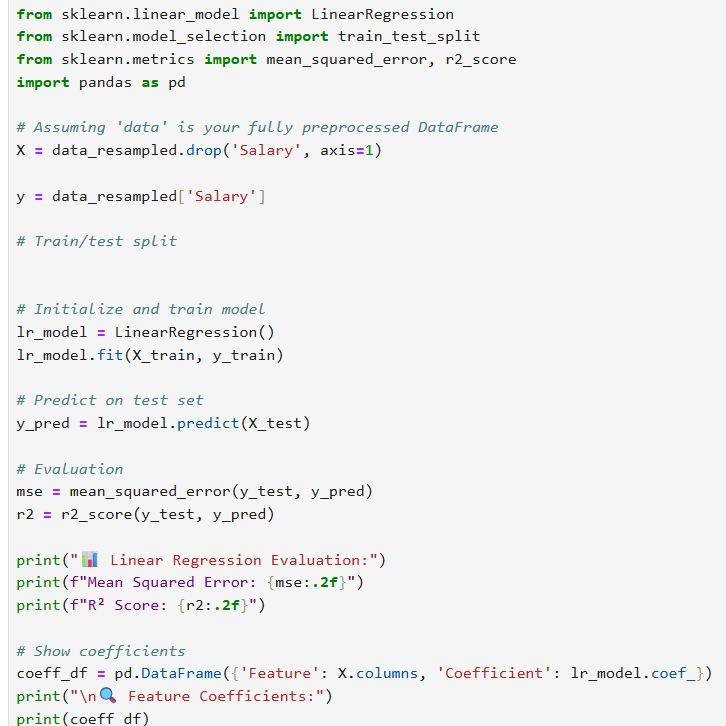 from sklearn.linear_model import LinearRegression
from sklearn.model_selection import train_test_split
from sklearn.metrics import mean_squared_error, r2_score
import pandas as pd
# Assuming 'data' is your fully preprocessed DataFrame
X = data_resampled.drop('Salary', axis=1)
y = data_resampled['Salary']
# Train/test split
# Initialize and train model
lr_model = LinearRegression()
lr_model.fit(X_train, y_train)
# Predict on test set
y_pred = lr_model.predict(X_test)
# Evaluation
mse = mean_squared_error(y_test, y_pred)
r2 = r2_score(y_test, y_pred)
print("📊 Linear Regression Evaluation:")
print(f"Mean Squared Error: {mse:.2f}")
print(f"R² Score: {r2:.2f}")
# Show coefficients
coeff_df = pd.DataFrame({'Feature': X.columns, 'Coefficient': lr_model.coef_})
print("\n🔍 Feature Coefficients:")
print(coeff_df)